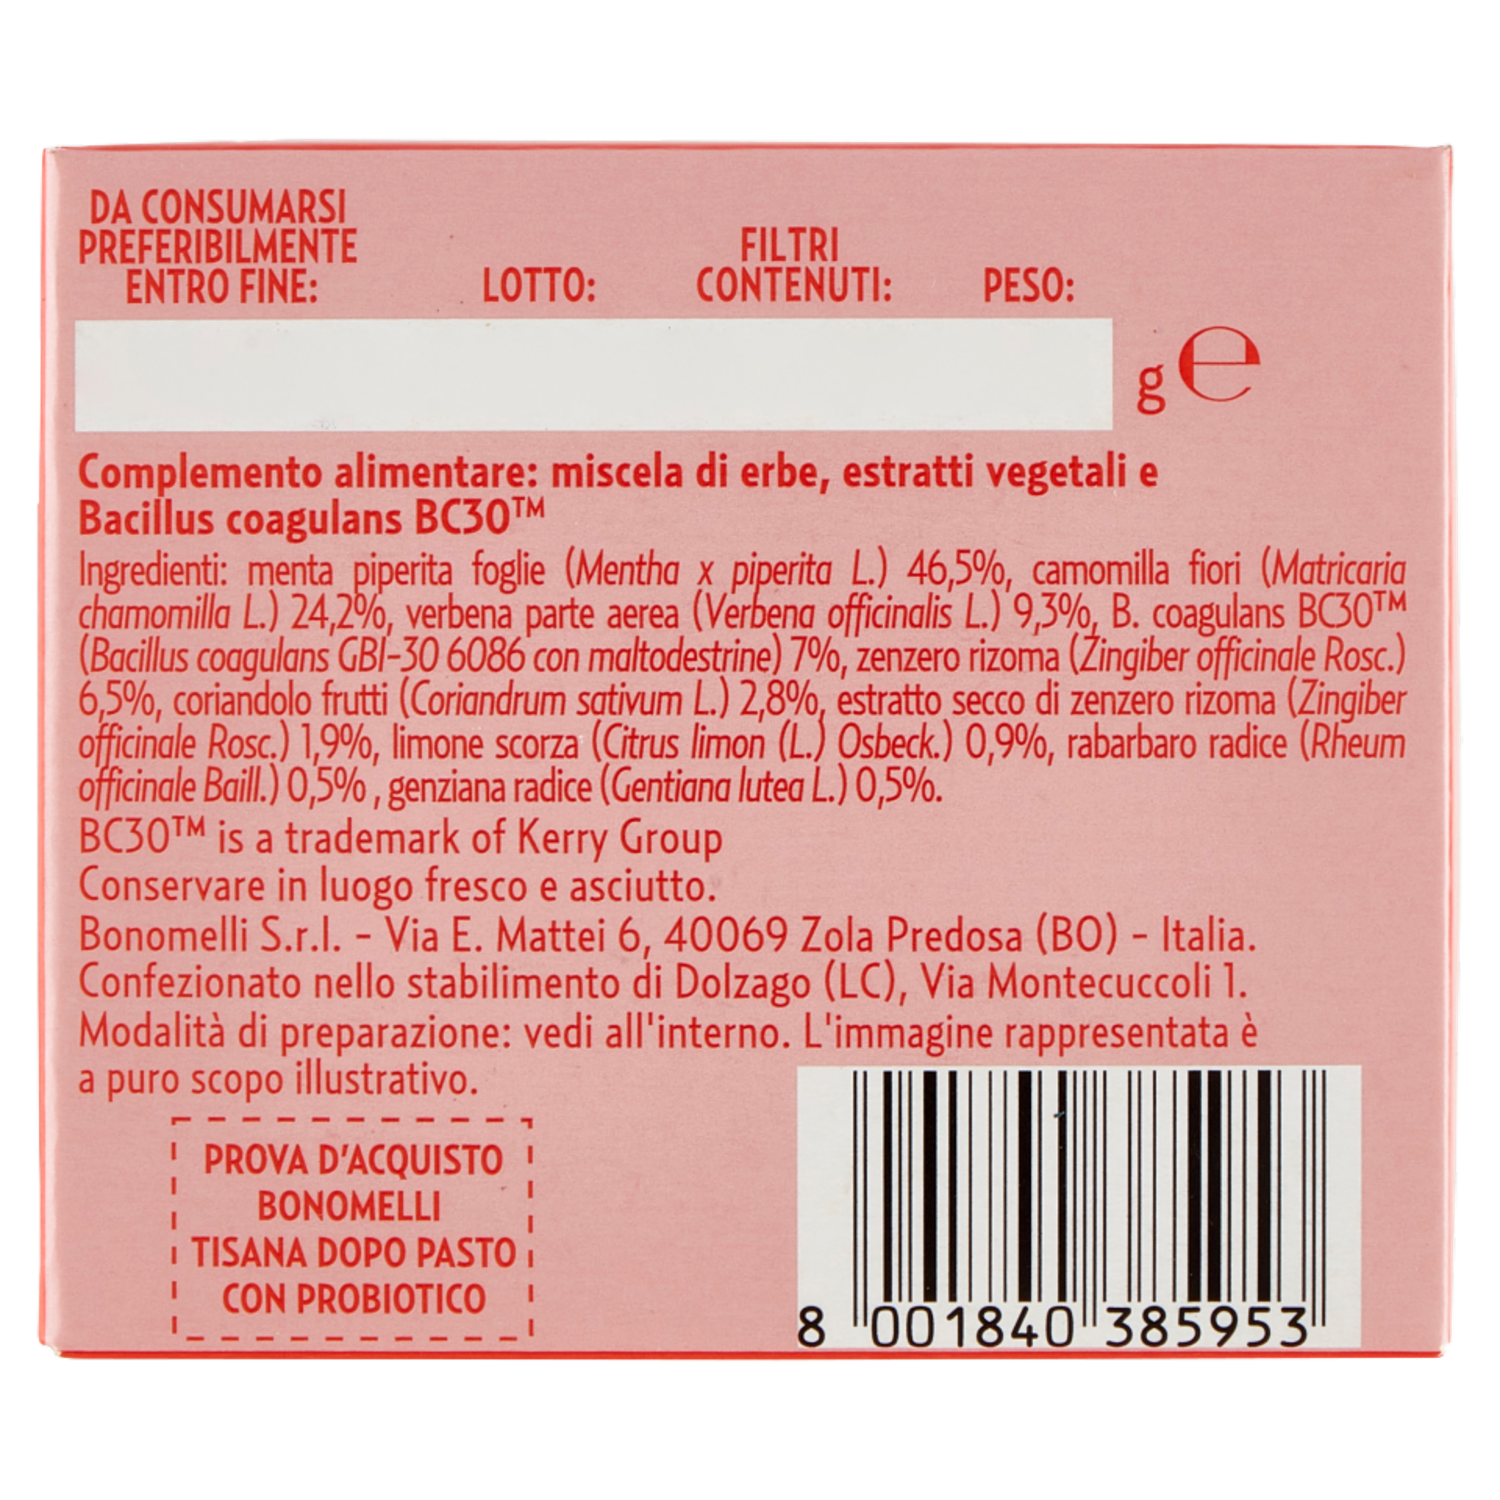 DA CONSUMARSI
PREFERIBILMENTE
ENTRO FINE:
LOTTO:
FILTRI
CONTENUTI:
PESO:
g ℮
Complemento alimentare: miscela di erbe, estratti vegetali e
Bacillus coagulans BC30™
Ingredienti: menta piperita foglie (Mentha x piperita L.) 46,5%, camomilla fiori (Matricaria
chamomilla L.) 24,2%, verbena parte aerea (Verbena officinalis L.) 9,3%, B. coagulans BC30™
(Bacillus coagulans GBI-30 6086 con maltodestrine) 7%, zenzero rizoma (Zingiber officinale Rosc.)
6,5%, coriandolo frutti (Coriandrum sativum L.) 2,8%, estratto secco di zenzero rizoma (Zingiber
officinale Rosc.) 1,9%, limone scorza (Citrus limon (L.) Osbeck.) 0,9%, rabarbaro radice (Rheum
officinale Baill.) 0,5% , genziana radice (Gentiana lutea L.) 0,5%.
BC30™ is a trademark of Kerry Group
Conservare in luogo fresco e asciutto.
Bonomelli S.r.l. - Via E. Mattei 6, 40069 Zola Predosa (BO) - Italia.
Confezionato nello stabilimento di Dolzago (LC), Via Montecuccoli 1.
Modalità di preparazione: vedi all'interno. L'immagine rappresentata è
a puro scopo illustrativo.
PROVA D'ACQUISTO
BONOMELLI
TISANA DOPO PASTO
CON PROBIOTICO
8 001840 385953